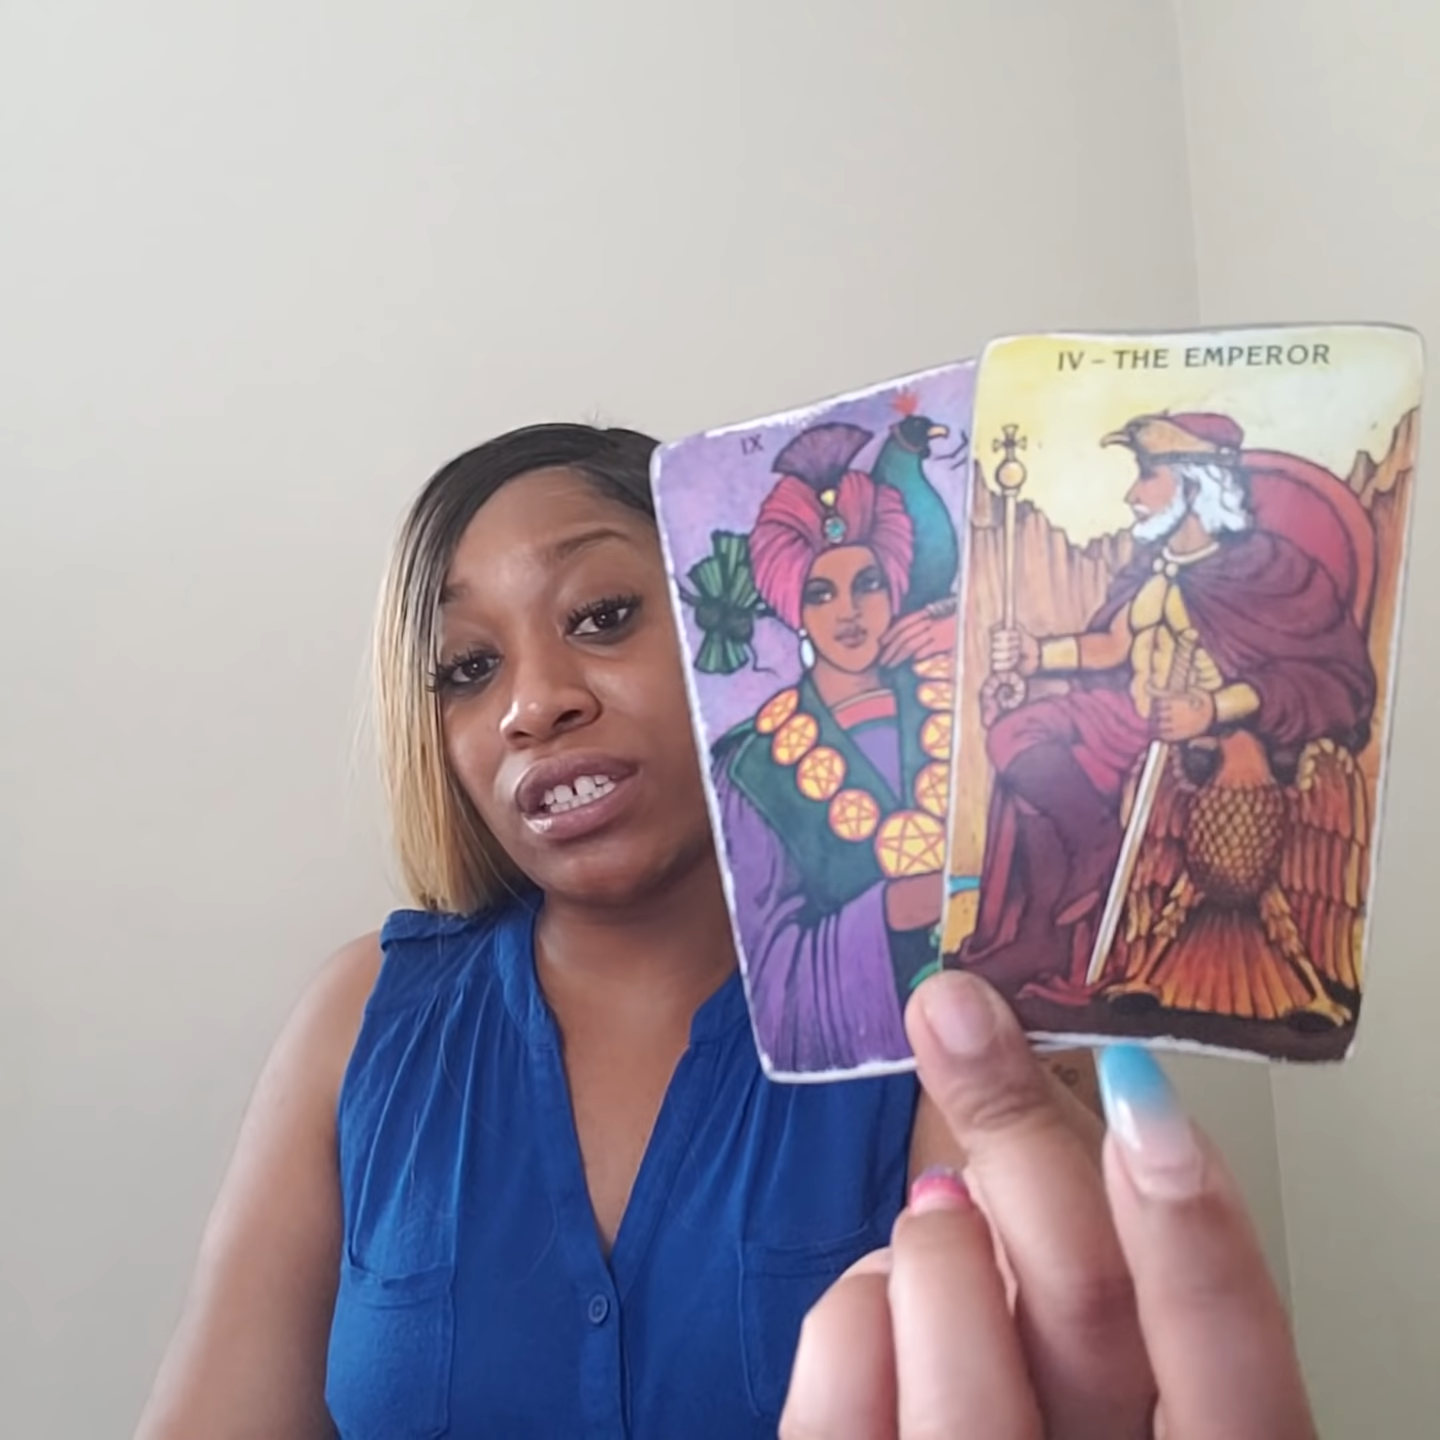 IX
IV – THE EMPEROR